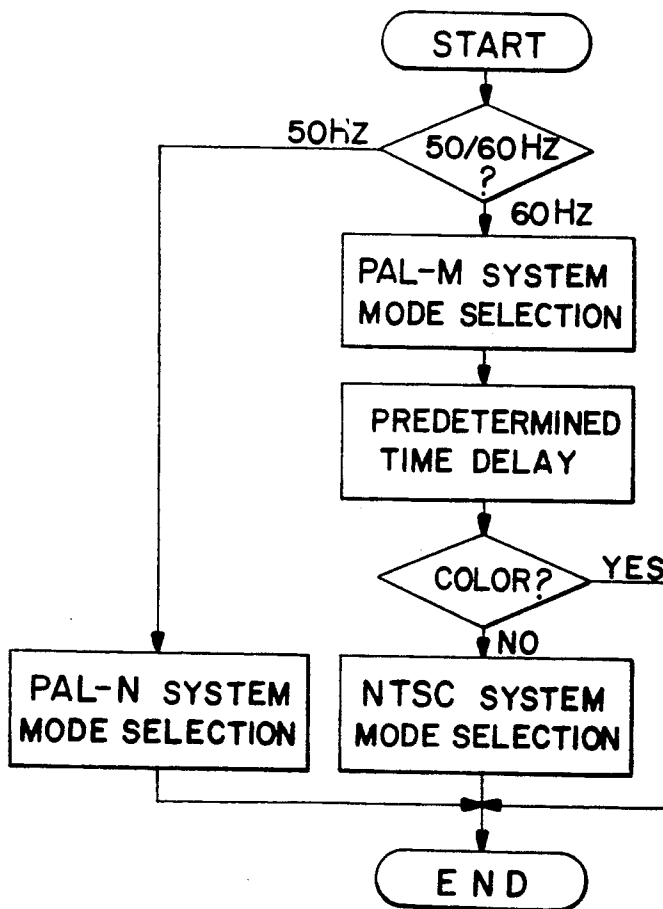 START
50HZ
50/60HZ
?
60HZ
PAL-M SYSTEM
MODE SELECTION
PREDETERMINED
TIME DELAY
COLOR?
YES
NO
PAL-N SYSTEM
MODE SELECTION
NTSC SYSTEM
MODE SELECTION
END